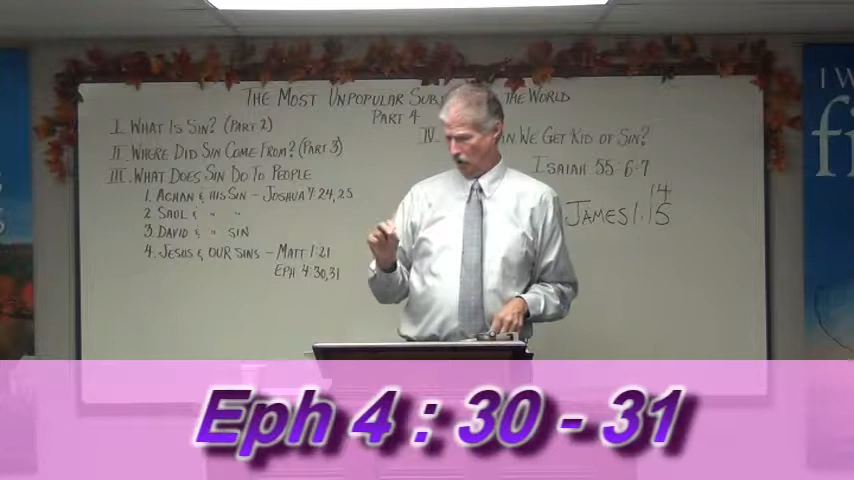 THE MOST UNPOPULAR SUB THE WORLD
PART 4
I. WHAT IS SIN? (PART 2)
II. WHERE DID SIN COME FROM? (PART 3)
III. WHAT DOES SIN DO TO PEOPLE
1. ACHAN & HIS SIN - JOSHUA 7:24,25
2 SAUL & " "
3. DAVID & " SIN
4. JESUS & OUR SINS - MATT 1:21
EPH 4:30,31
IV. WE GET RID OF SIN?
ISAIAH 55:6-7
14
JAMES 1:15
I W
fi
Eph 4 : 30 - 31